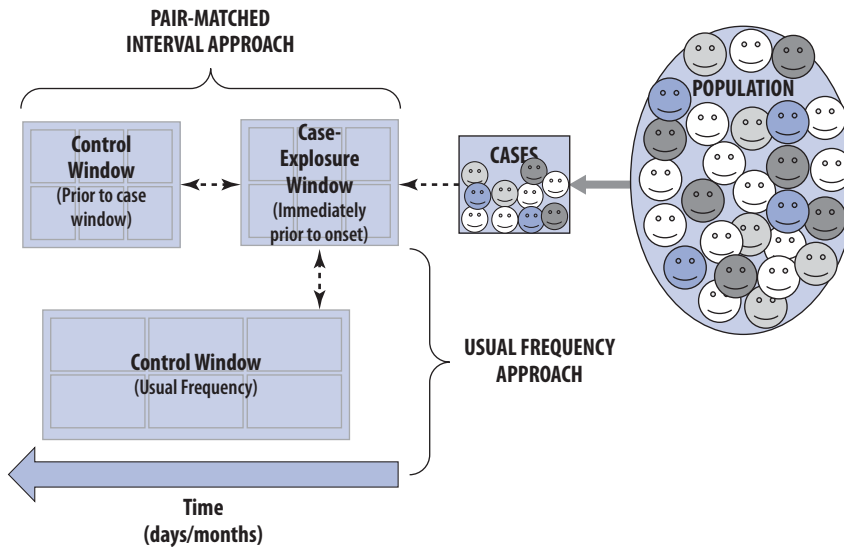 PAIR-MATCHED
INTERVAL APPROACH
Control
Window
(Prior to case
window)
Case-
Explosure
Window
(Immediately
prior to onset)
CASES
POPULATION
Control Window
(Usual Frequency)
USUAL FREQUENCY
APPROACH
Time
(days/months)